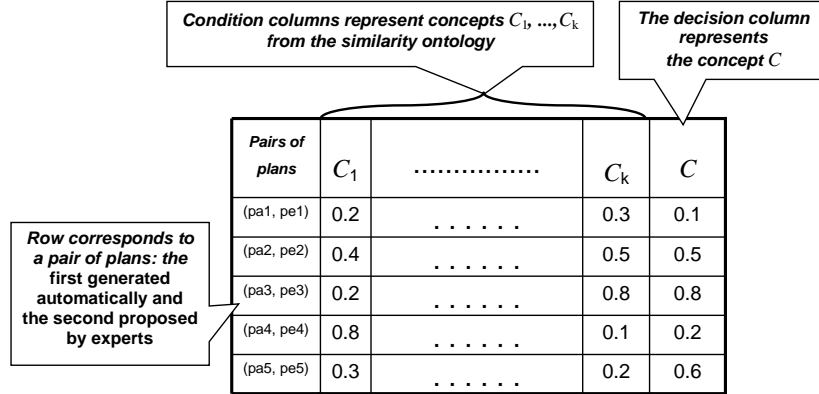 Condition columns represent concepts C1, ..., Ck
from the similarity ontology
The decision column
represents
the concept C
Pairs of
plans
C1
................
Ck
C
(pa1, pe1) 0.2 . . . . . . 0.3 0.1
(pa2, pe2) 0.4 . . . . . . 0.5 0.5
(pa3, pe3) 0.2 . . . . . . 0.8 0.8
(pa4, pe4) 0.8 . . . . . . 0.1 0.2
(pa5, pe5) 0.3 . . . . . . 0.2 0.6
Row corresponds to
a pair of plans: the
first generated
automatically and
the second proposed
by experts